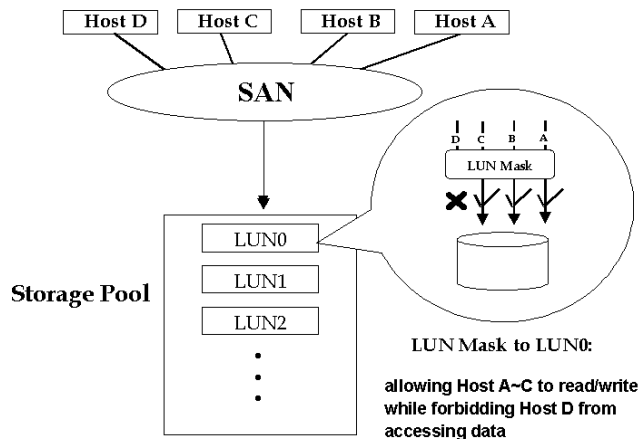 Host D
Host C
Host B
Host A
SAN
D C B A
LUN Mask
LUN0
LUN1
LUN2
Storage Pool
LUN Mask to LUN0:
allowing Host A~C to read/write
while forbidding Host D from
accessing data